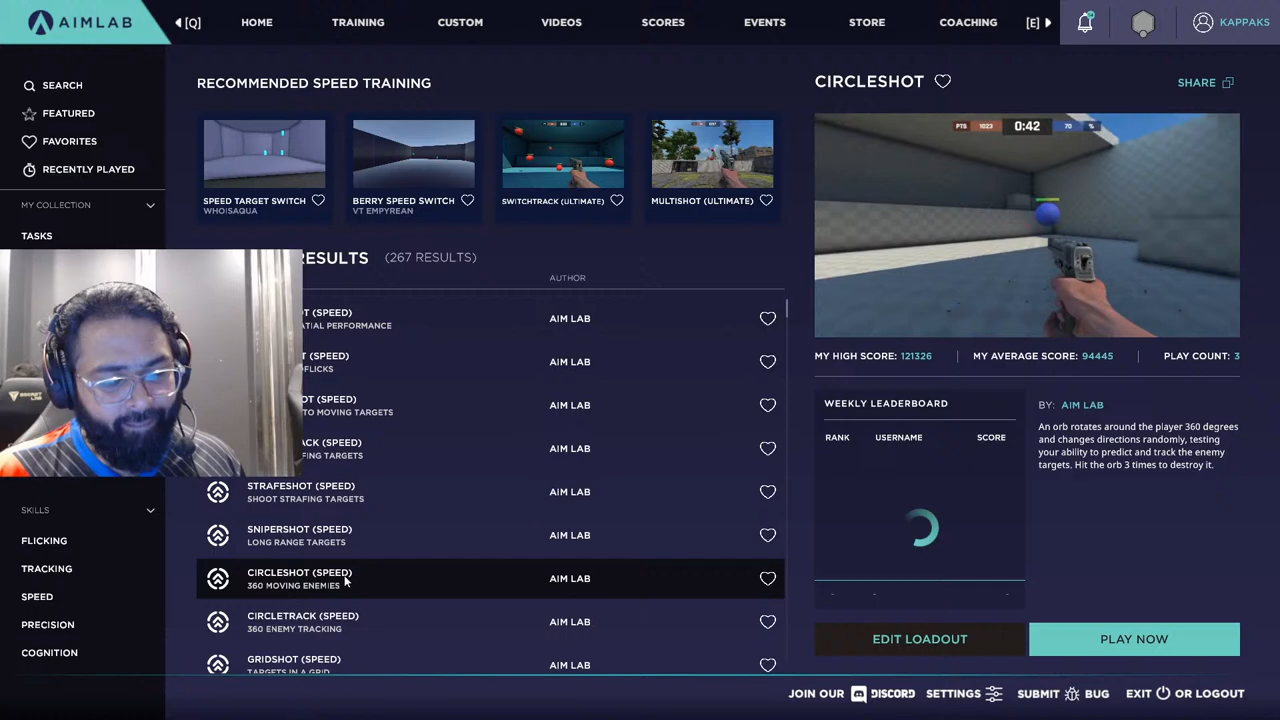 AIMLAB
[Q]
HOME
TRAINING
CUSTOM
VIDEOS
SCORES
EVENTS
STORE
COACHING
[E]
KAPPAKS
SEARCH
FEATURED
FAVORITES
RECENTLY PLAYED
MY COLLECTION
TASKS
SKILLS
FLICKING
TRACKING
SPEED
PRECISION
COGNITION
RECOMMENDED SPEED TRAINING
SPEED TARGET SWITCH
WHOISAQUA
BERRY SPEED SWITCH
VT EMPYREAN
SWITCHTRACK (ULTIMATE)
MULTISHOT (ULTIMATE)
RESULTS (267 RESULTS)
AUTHOR
(SPEED)
PERFORMANCE
AIM LAB
(SPEED)
FLICKS
AIM LAB
(SPEED)
TO MOVING TARGETS
AIM LAB
(SPEED)
TARGETS
AIM LAB
STRAFESHOT (SPEED)
SHOOT STRAFING TARGETS
AIM LAB
SNIPERSHOT (SPEED)
LONG RANGE TARGETS
AIM LAB
CIRCLESHOT (SPEED)
360 MOVING ENEMIES
AIM LAB
CIRCLETRACK (SPEED)
360 ENEMY TRACKING
AIM LAB
GRIDSHOT (SPEED)
TARGETS IN A GRID
AIM LAB
CIRCLESHOT
SHARE
PTS 1023 0:42 70 %
MY HIGH SCORE: 121326
MY AVERAGE SCORE: 94445
PLAY COUNT: 3
WEEKLY LEADERBOARD
RANK USERNAME SCORE
- - -
BY: AIM LAB
An orb rotates around the player 360 degrees
and changes directions randomly, testing
your ability to predict and track the enemy
targets. Hit the orb 3 times to destroy it.
EDIT LOADOUT
PLAY NOW
JOIN OUR DISCORD
SETTINGS
SUBMIT BUG
EXIT OR LOGOUT